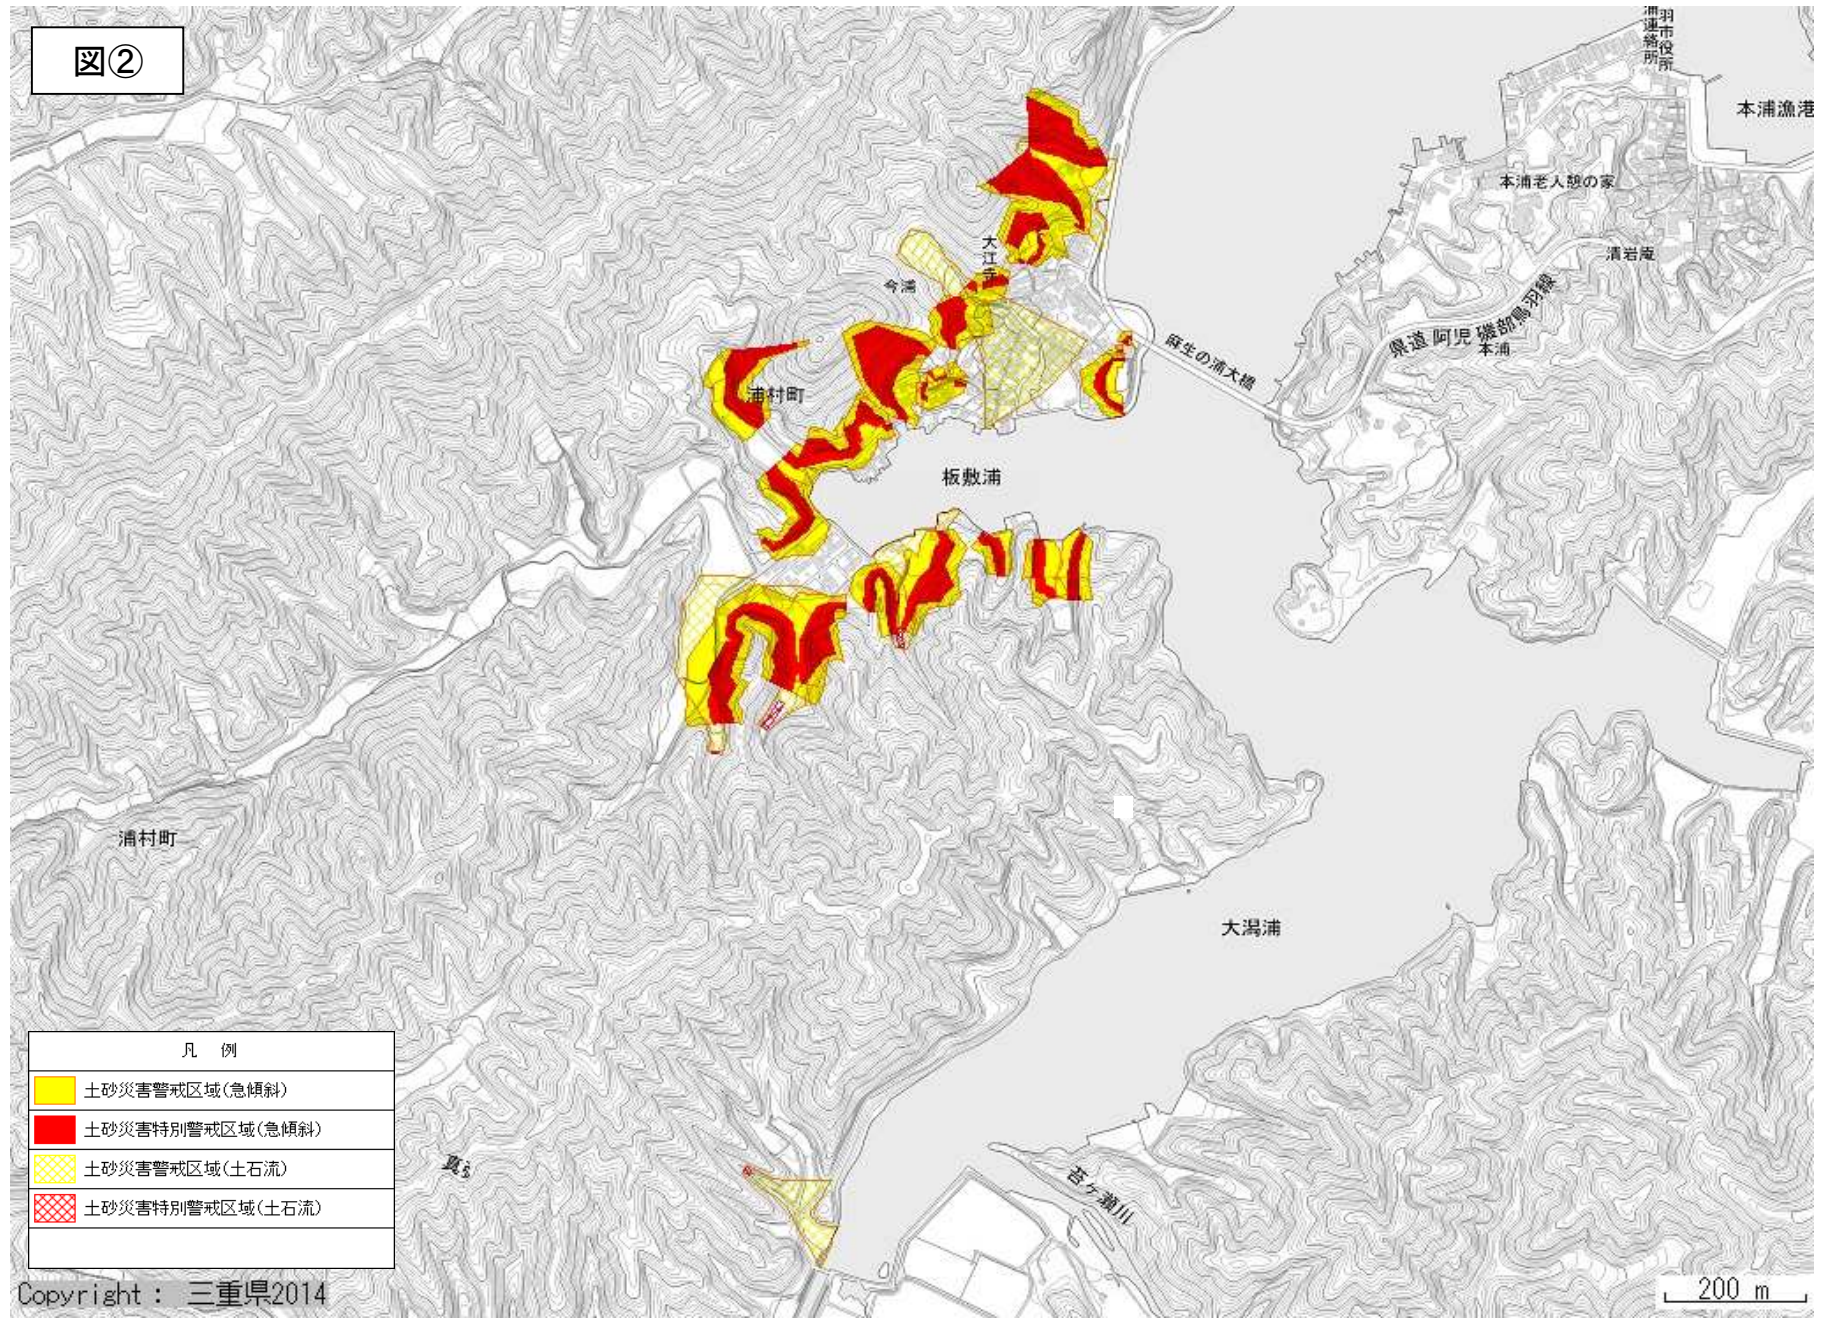 図②
浦連絡所
羽市役所
本浦漁港
本浦老人憩の家
清岩庵
大江寺
今浦
麻生の浦大橋
県道 阿児 磯部鳥羽線
本浦
浦村町
板敷浦
浦村町
大潟浦
苔ヶ瀬川
凡 例
土砂災害警戒区域(急傾斜)
土砂災害特別警戒区域(急傾斜)
土砂災害警戒区域(土石流)
土砂災害特別警戒区域(土石流)
Copyright： 三重県2014
200 m